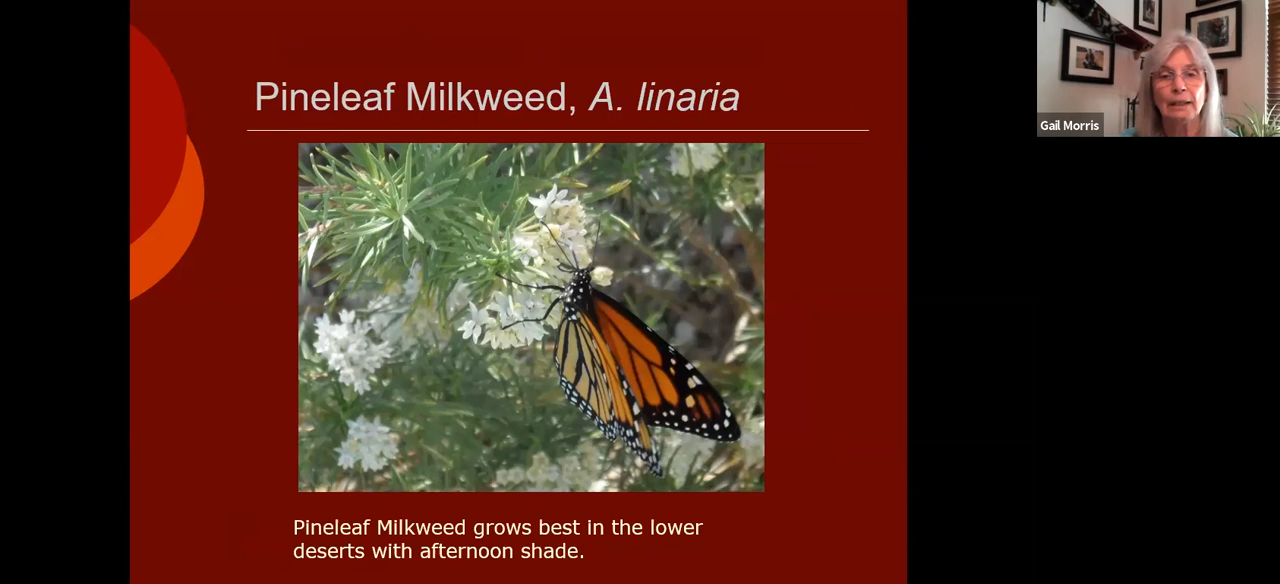 Pineleaf Milkweed, A. linaria
Gail Morris
Pineleaf Milkweed grows best in the lower
deserts with afternoon shade.